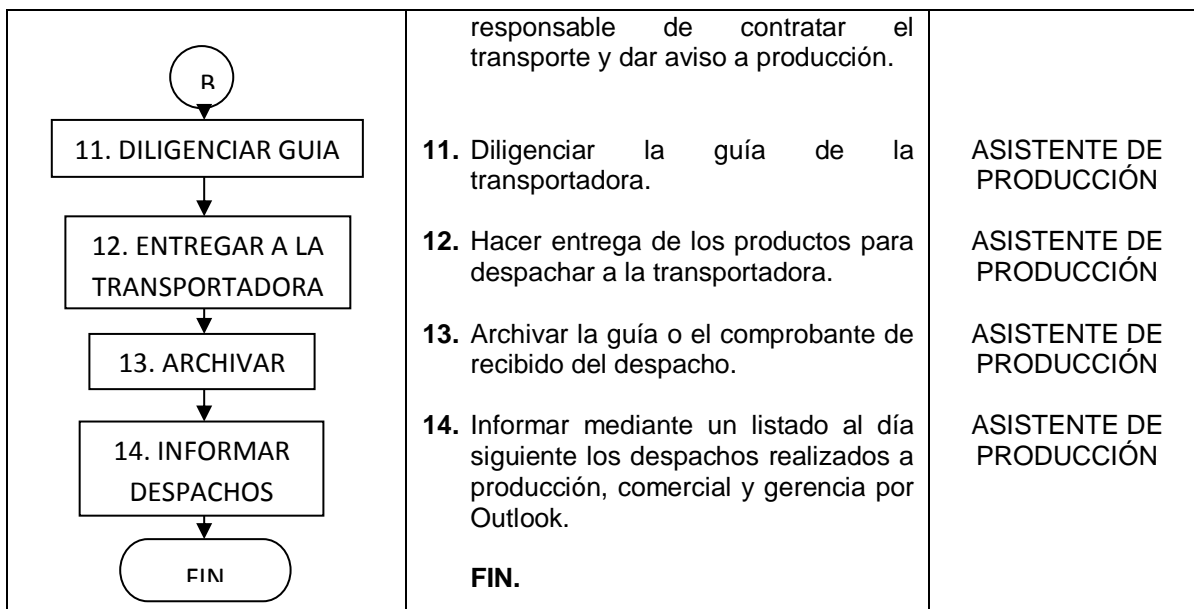 B
11. DILIGENCIAR GUIA
12. ENTREGAR A LA
TRANSPORTADORA
13. ARCHIVAR
14. INFORMAR
DESPACHOS
FIN
responsable de contratar el
transporte y dar aviso a producción.
11. Diligenciar la guía de la
transportadora.
12. Hacer entrega de los productos para
despachar a la transportadora.
13. Archivar la guía o el comprobante de
recibido del despacho.
14. Informar mediante un listado al día
siguiente los despachos realizados a
producción, comercial y gerencia por
Outlook.
FIN.
ASISTENTE DE
PRODUCCIÓN
ASISTENTE DE
PRODUCCIÓN
ASISTENTE DE
PRODUCCIÓN
ASISTENTE DE
PRODUCCIÓN